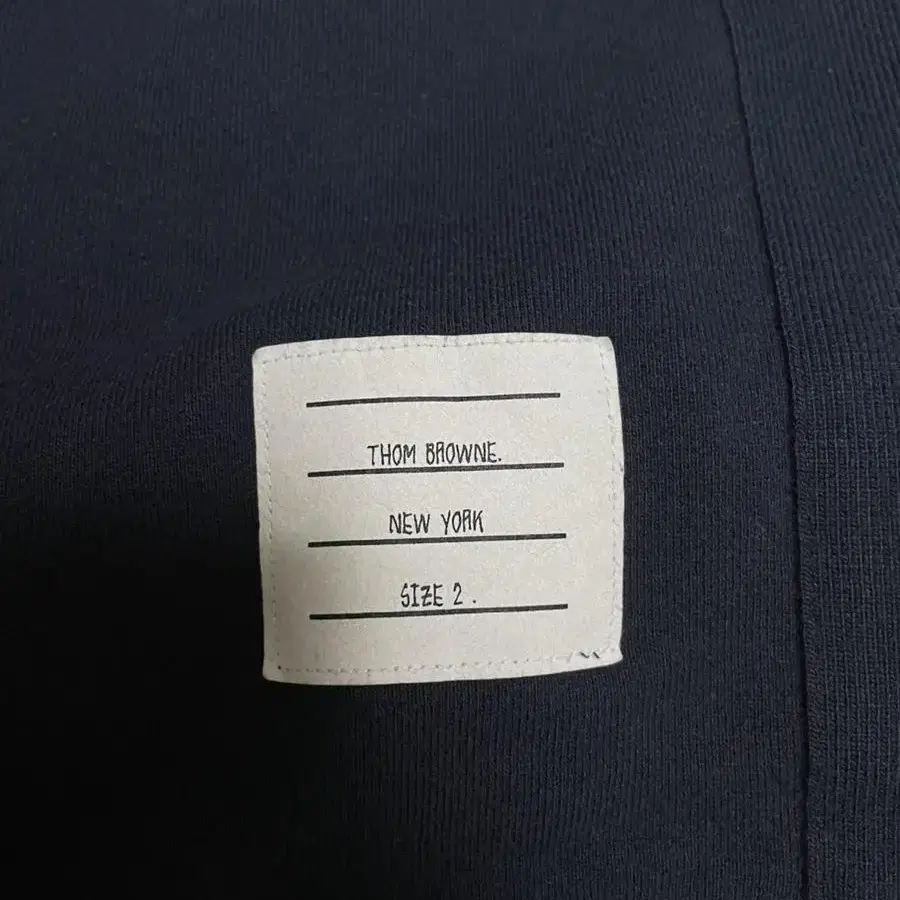 THOM BROWNE.
NEW YORK
SIZE 2 .